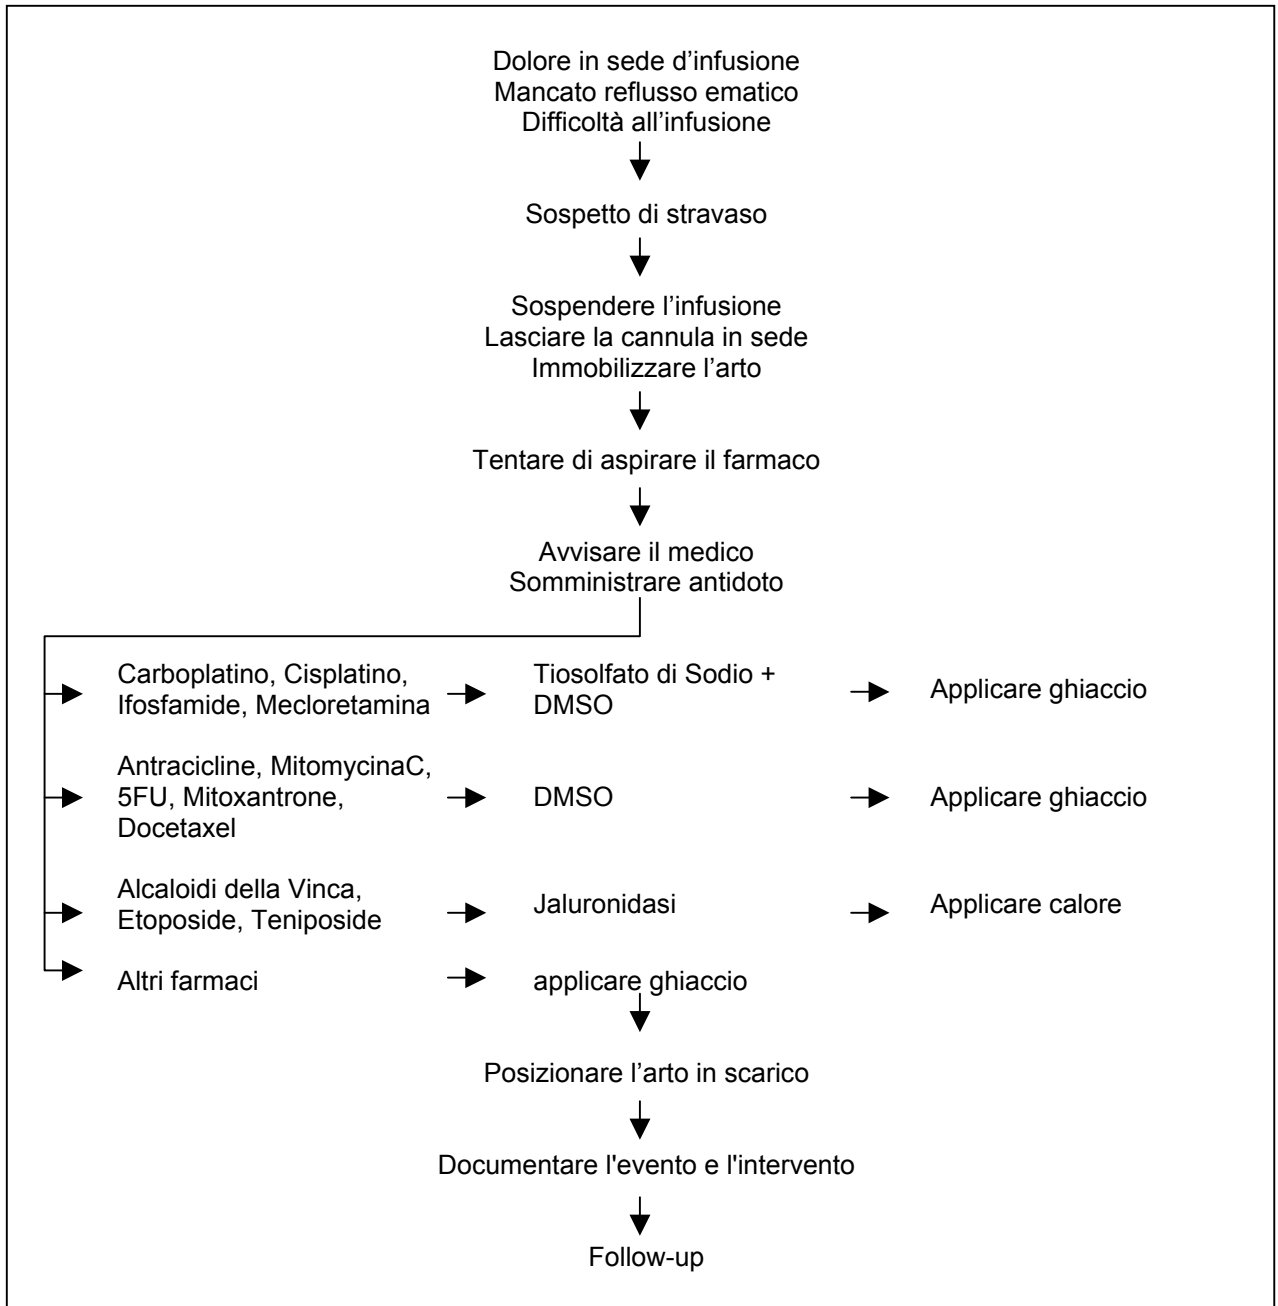 Dolore in sede d’infusione
Mancato reflusso ematico
Difficoltà all’infusione
Sospetto di stravaso
Sospendere l’infusione
Lasciare la cannula in sede
Immobilizzare l’arto
Tentare di aspirare il farmaco
Avvisare il medico
Somministrare antidoto
Carboplatino, Cisplatino,
Ifosfamide, Mecloretamina
Tiosolfato di Sodio +
DMSO
Applicare ghiaccio
Antracicline, MitomycinaC,
5FU, Mitoxantrone,
Docetaxel
DMSO
Applicare ghiaccio
Alcaloidi della Vinca,
Etoposide, Teniposide
Jaluronidasi
Applicare calore
Altri farmaci
applicare ghiaccio
Posizionare l’arto in scarico
Documentare l'evento e l'intervento
Follow-up